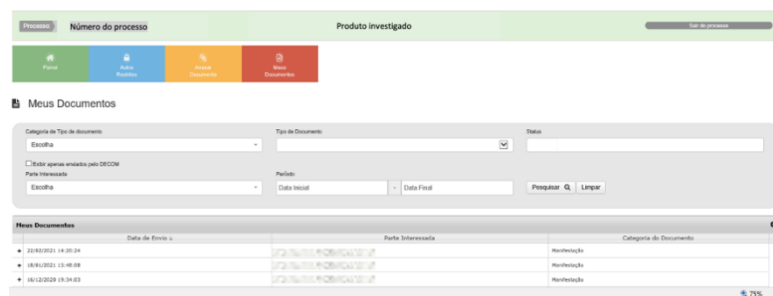 Processo Número do processo Produto investigado Sair do processo
Painel Autos Restritos Anexar Documento Meus Documentos
Meus Documentos
Categoria de Tipo de documento Tipo de Documento Status
Escolha
Exibir apenas enviados pelo DECOM
Parte Interessada Período
Escolha Data Inicial - Data Final Pesquisar Limpar
Meus Documentos
Data de Envio Parte Interessada Categoria do Documento
+ 22/02/2021 14:20:24 Manifestação
+ 18/01/2021 13:48:08 Manifestação
+ 16/12/2020 19:34:03 Manifestação
75%